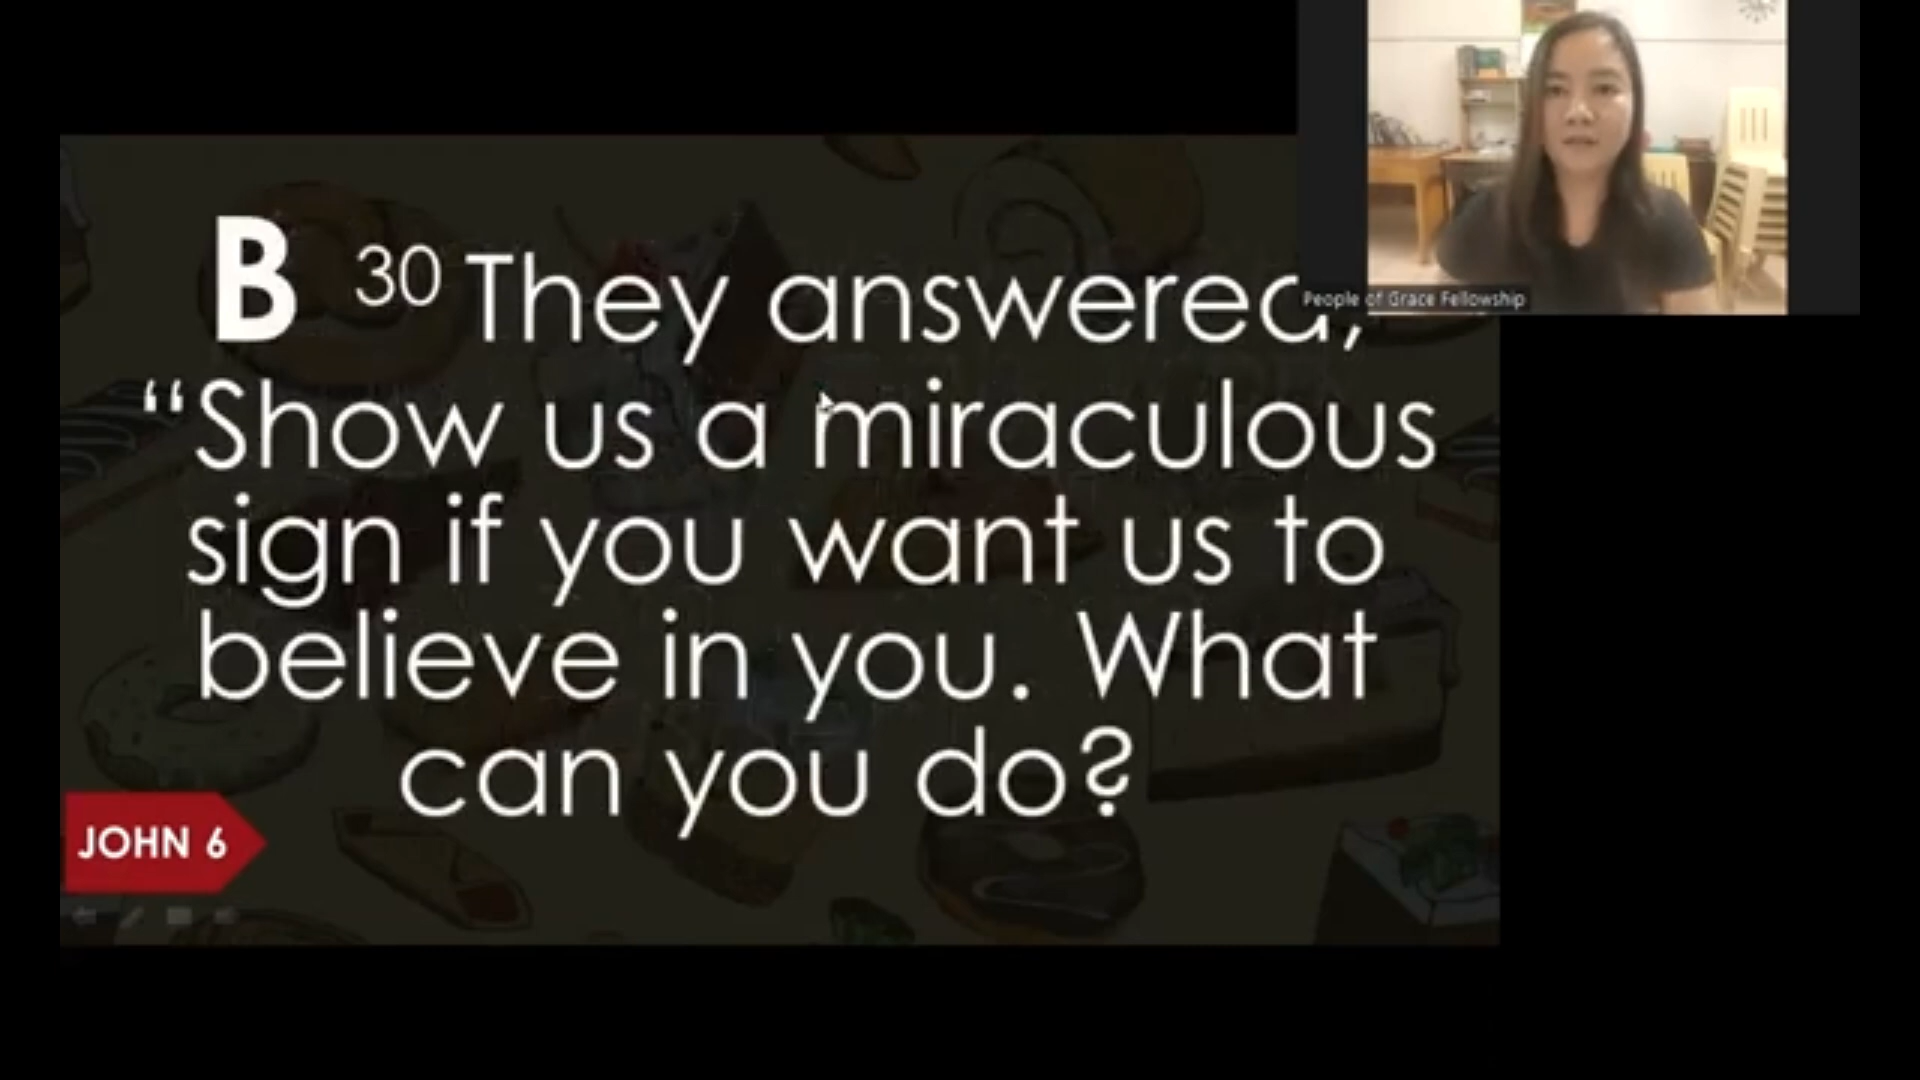 B 30 They answered,
“Show us a miraculous
sign if you want us to
believe in you. What
can you do?
JOHN 6
People of Grace Fellowship